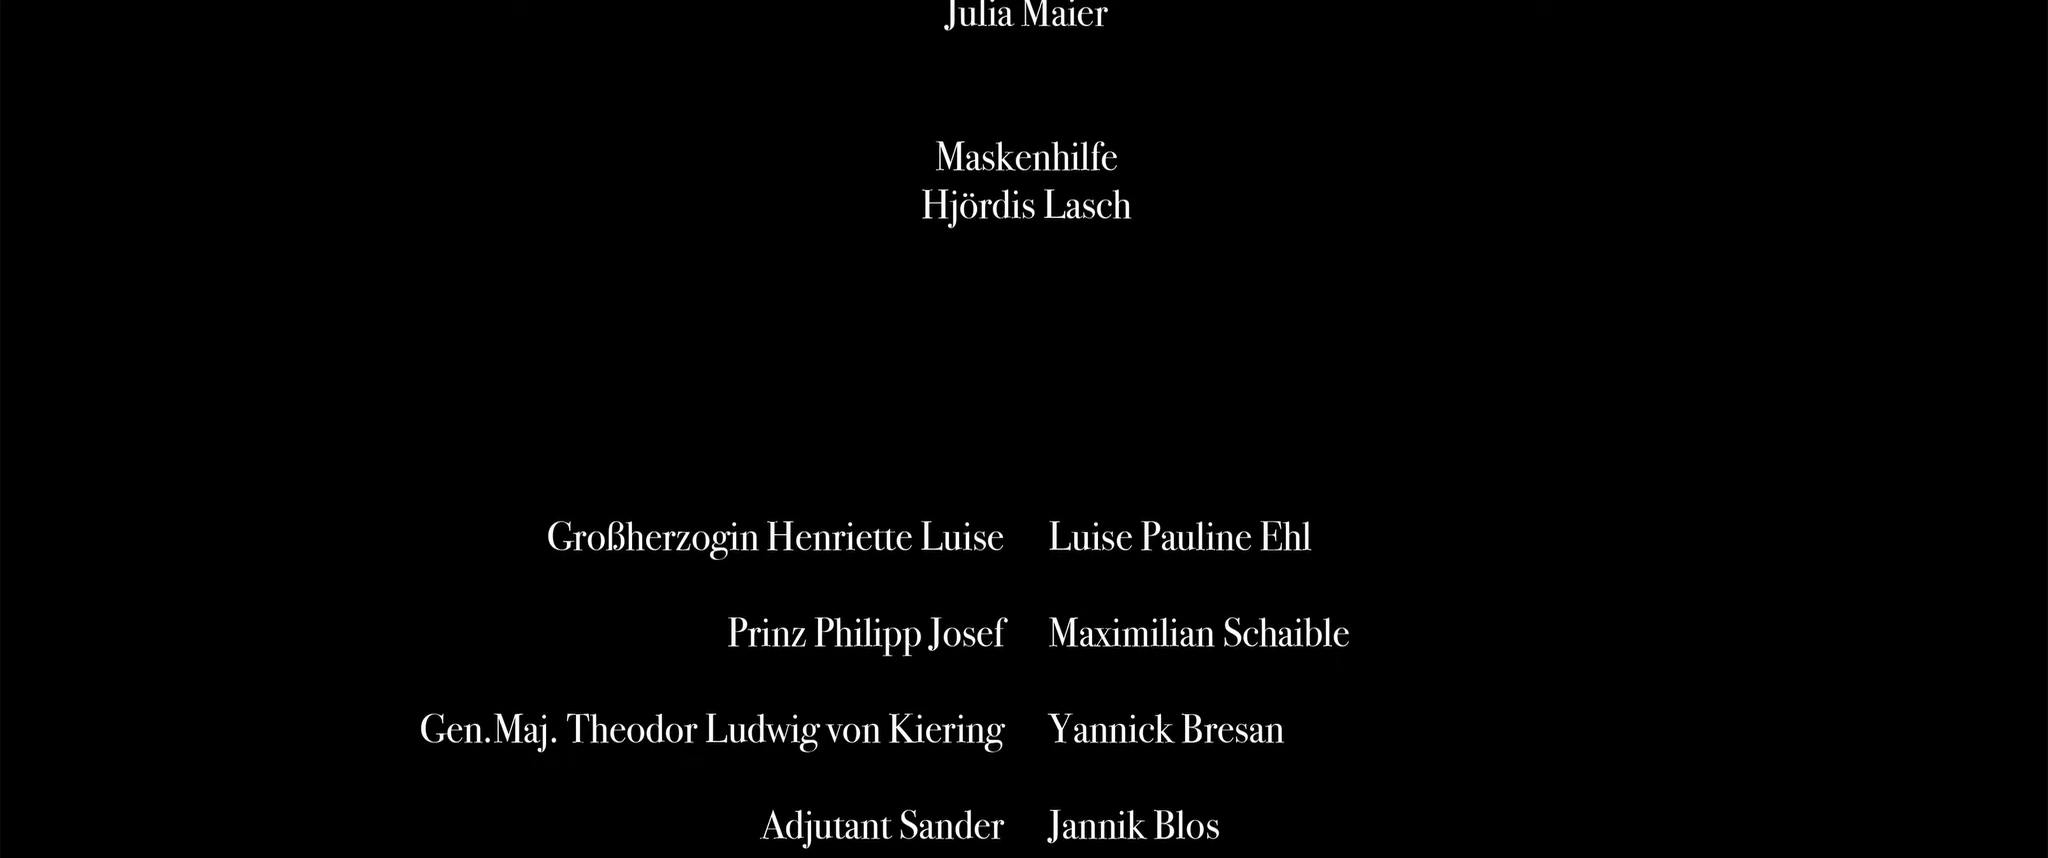 Julia Maier
Maskenhilfe
Hjördis Lasch
Großherzogin Henriette Luise Luise Pauline Ehl
Prinz Philipp Josef Maximilian Schaible
Gen.Maj. Theodor Ludwig von Kiering Yannick Bresan
Adjutant Sander Jannik Blos